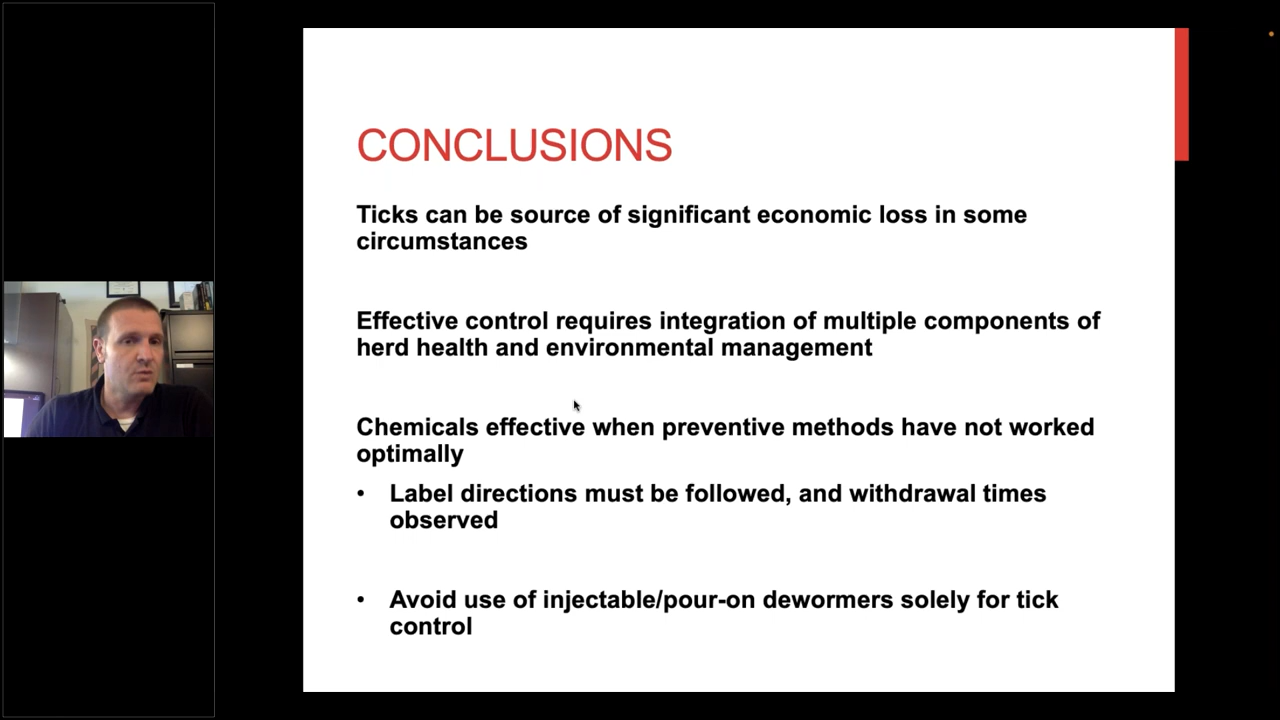 CONCLUSIONS
Ticks can be source of significant economic loss in some
circumstances
Effective control requires integration of multiple components of
herd health and environmental management
Chemicals effective when preventive methods have not worked
optimally
• Label directions must be followed, and withdrawal times
observed
• Avoid use of injectable/pour-on dewormers solely for tick
control